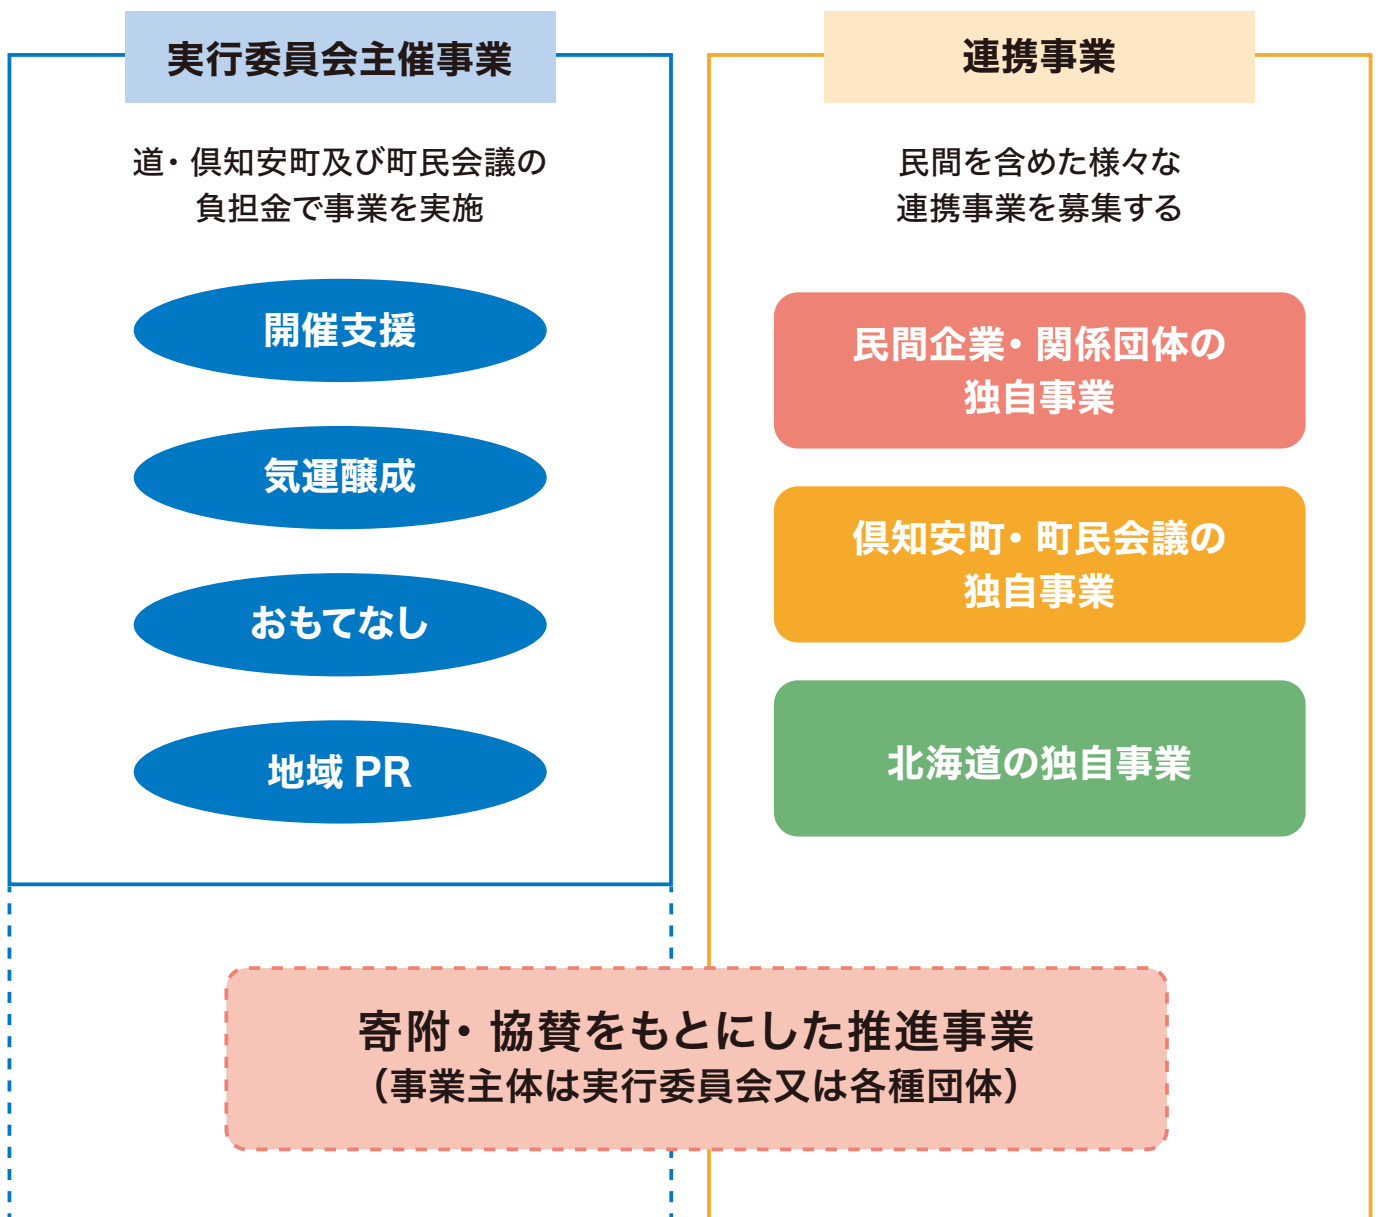 実行委員会主催事業
道・倶知安町及び町民会議の
負担金で事業を実施
開催支援
気運醸成
おもてなし
地域 PR
連携事業
民間を含めた様々な
連携事業を募集する
民間企業・関係団体の
独自事業
倶知安町・町民会議の
独自事業
北海道の独自事業
寄附・協賛をもとにした推進事業
（事業主体は実行委員会又は各種団体）